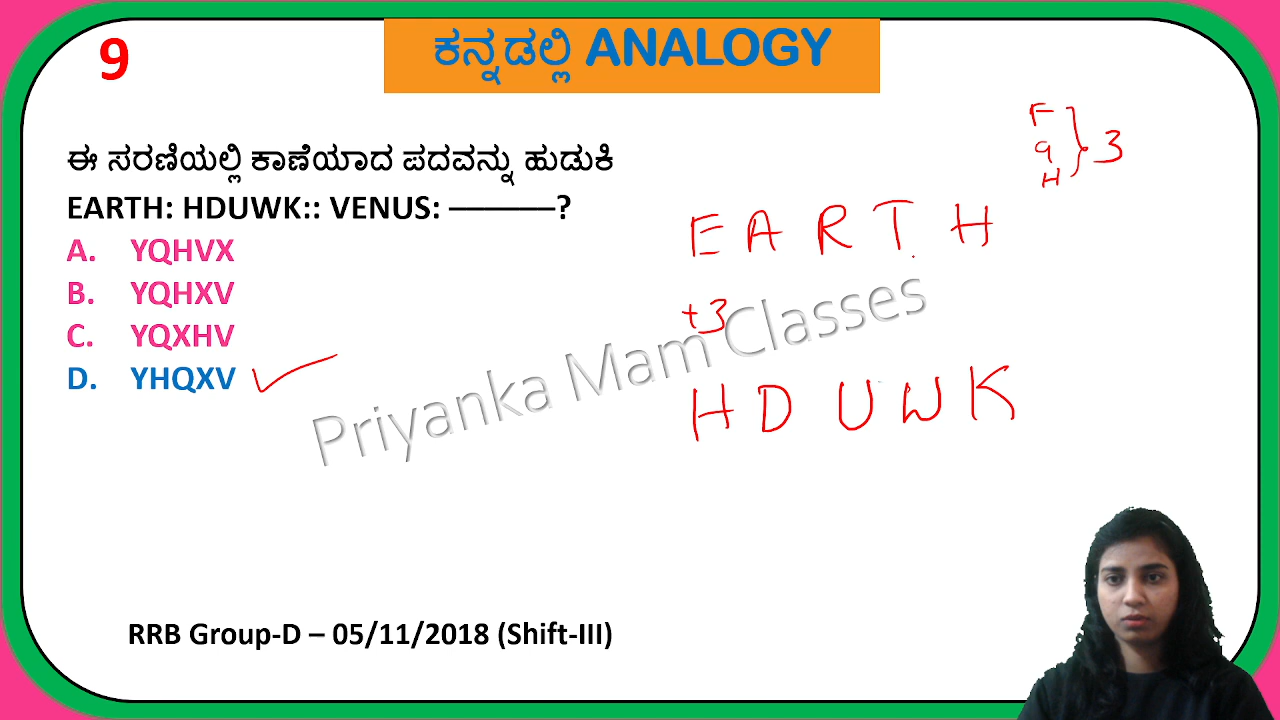 9
ಕನ್ನಡಲ್ಲಿ ANALOGY
ಈ ಸರಣಿಯಲ್ಲಿ ಕಾಣೆಯಾದ ಪದವನ್ನು ಹುಡುಕಿ
EARTH: HDUWK:: VENUS: ————?
A. YQHVX
B. YQHXV
C. YQXHV
D. YHQXV
F
G
H
3
E A R T H
+3
H D U W K
Priyanka Mam Classes
RRB Group-D – 05/11/2018 (Shift-III)